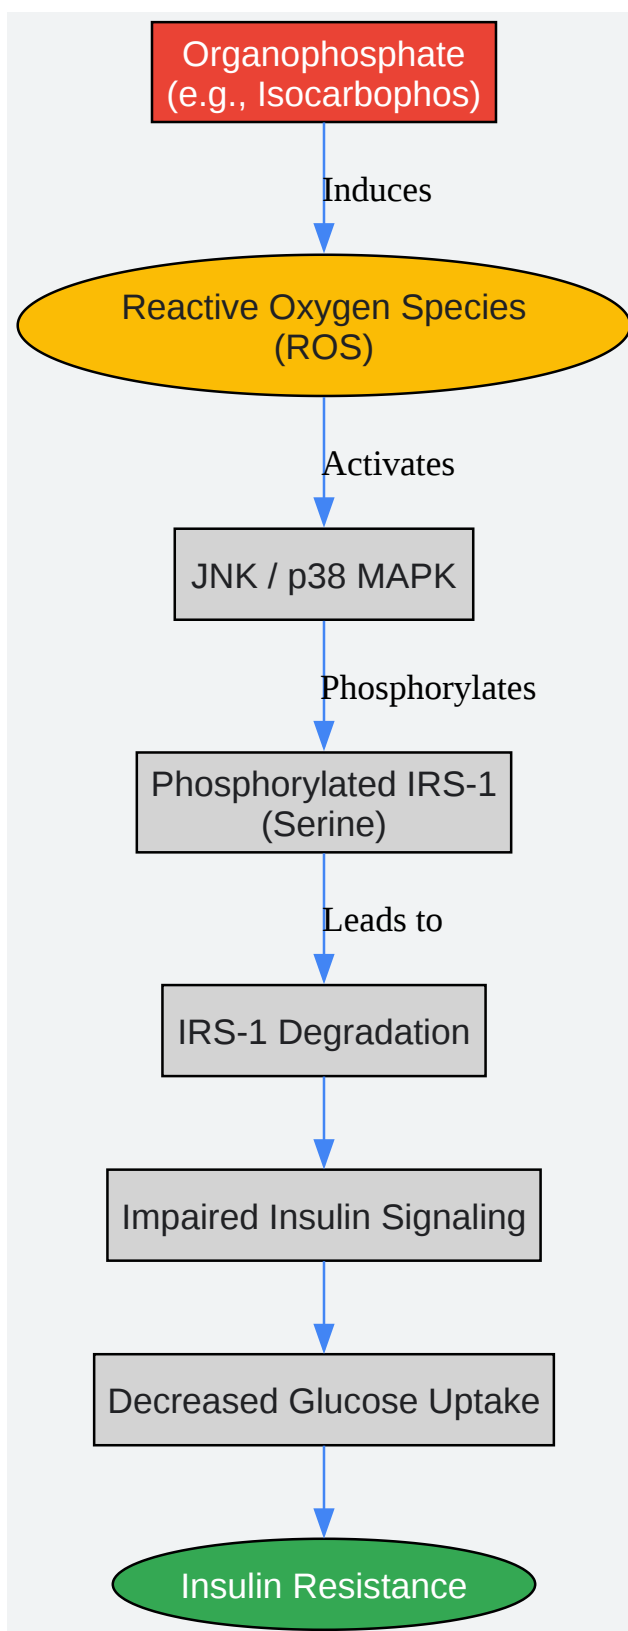 Organophosphate
(e.g., Isocarbophos)
Induces
Reactive Oxygen Species
(ROS)
Activates
JNK / p38 MAPK
Phosphorylates
Phosphorylated IRS-1
(Serine)
Leads to
IRS-1 Degradation
Impaired Insulin Signaling
Decreased Glucose Uptake
Insulin Resistance